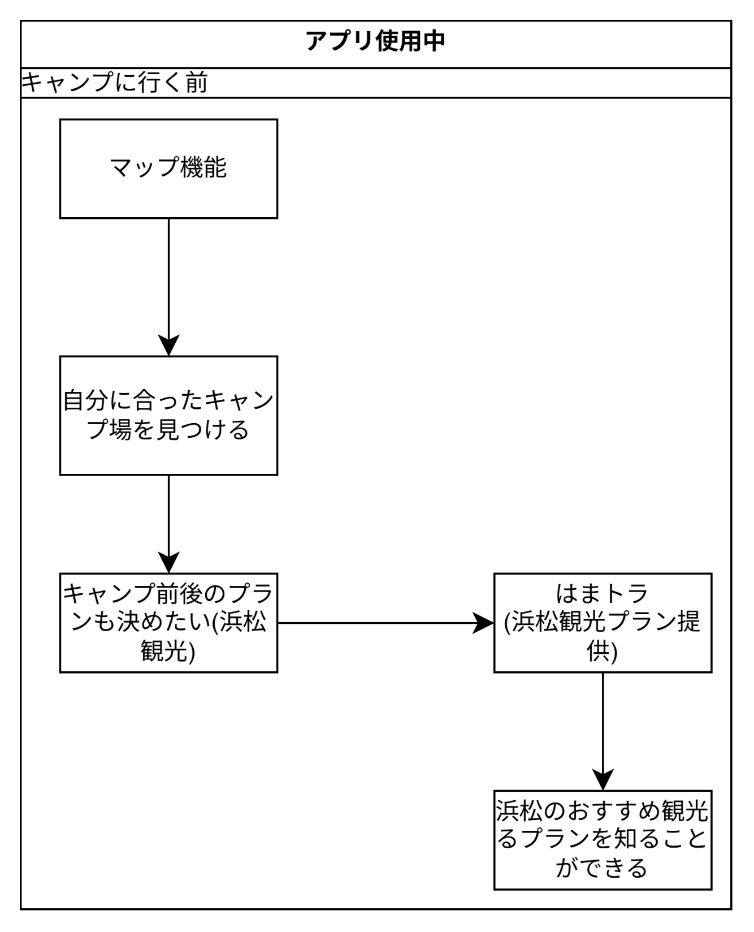 アプリ使用中
キャンプに行く前
マップ機能
自分に合ったキャン
プ場を見つける
キャンプ前後のプラ
ンも決めたい(浜松
観光)
はまトラ
(浜松観光プラン提
供)
浜松のおすすめ観光
るプランを知ること
ができる